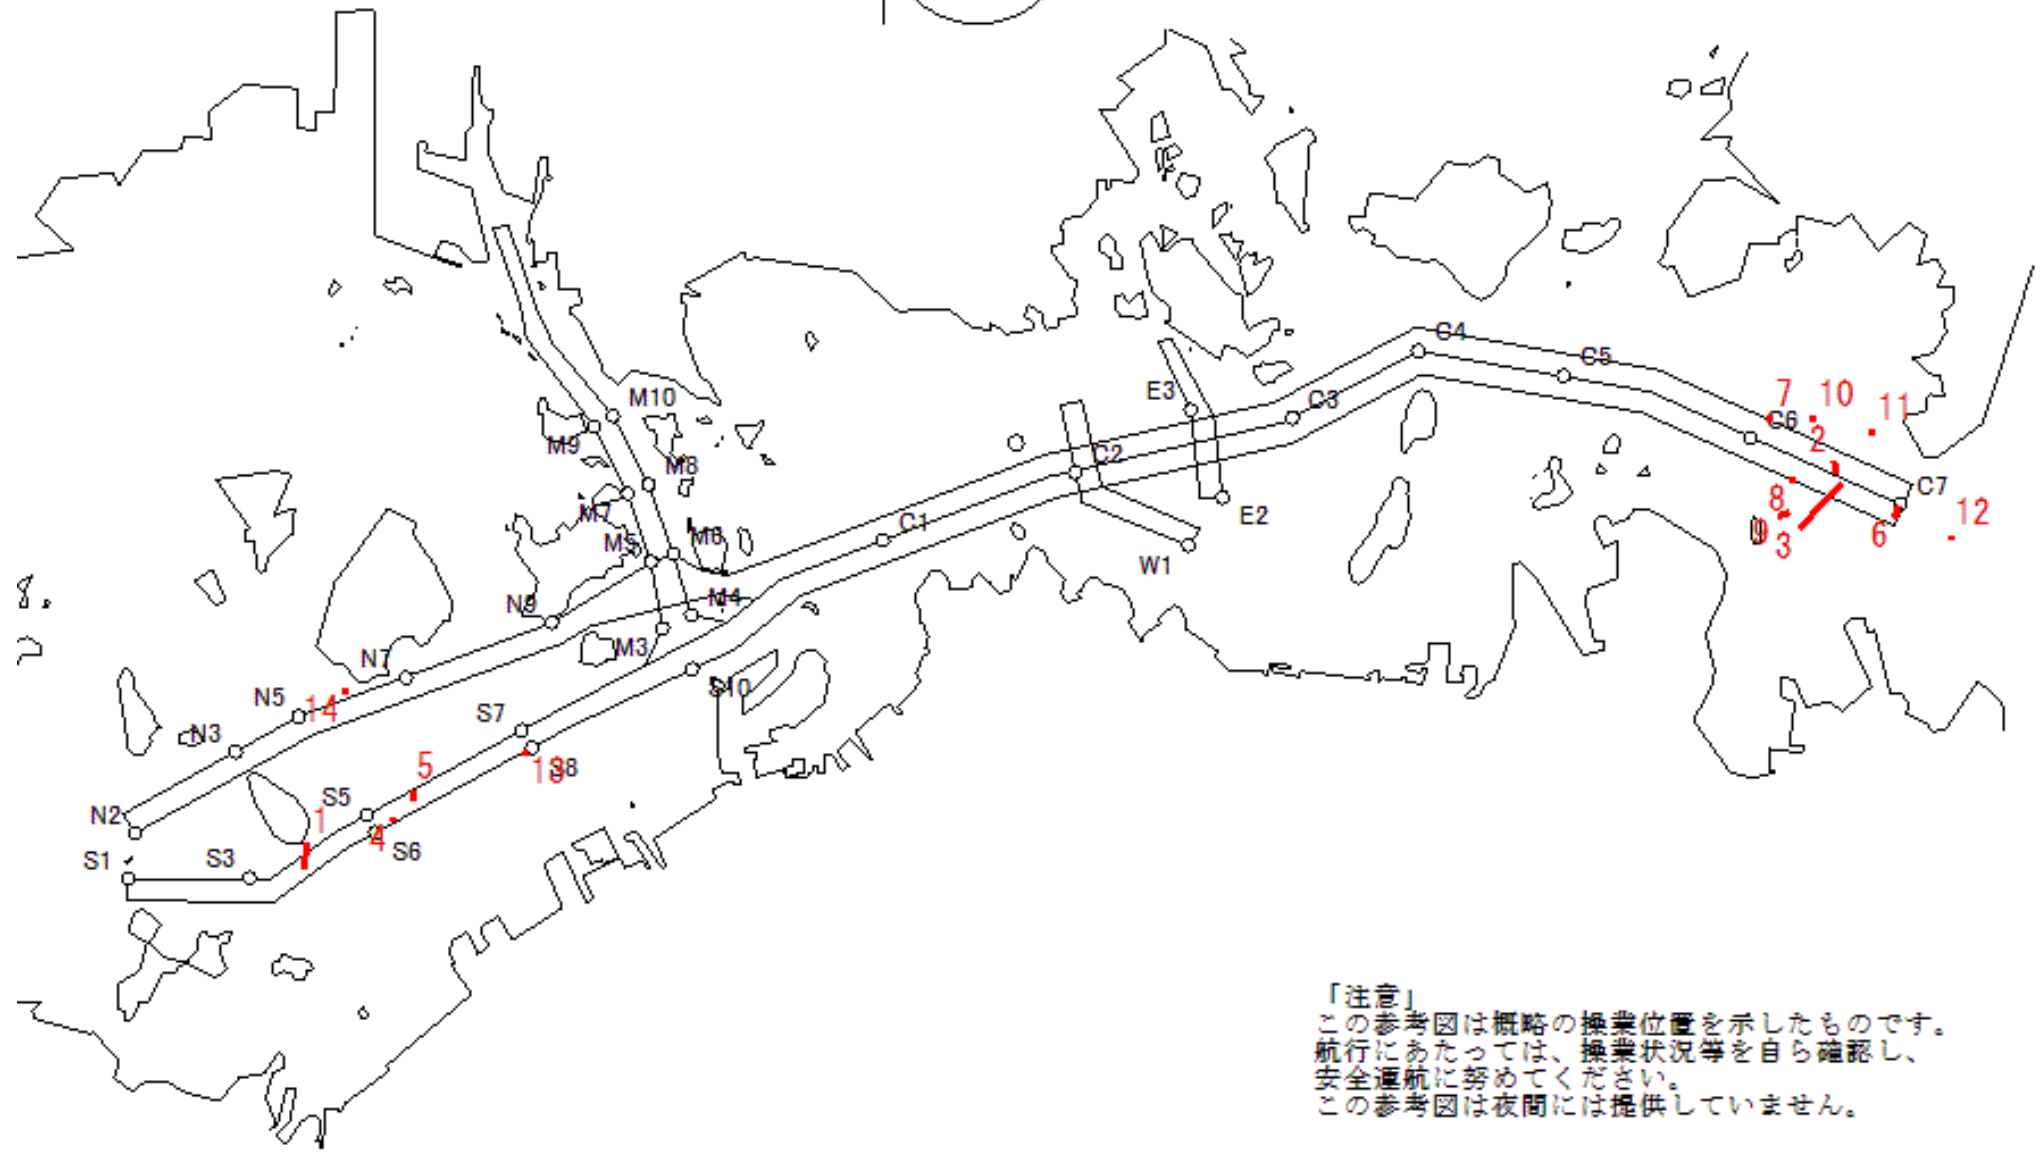 C4
C5
M10
E3
C3
7
10
11
C6
2
M9
M8
C2
C7
M7
E2
8
12
C1
9
3
6
M5
M6
W1
N9
M4
M3
N7
N5
14
S10
N3
S7
5
13
S8
N2
S5
1
4
S6
S1
S3
「注意」
この参考図は概略の操業位置を示したものです。
航行にあたっては、操業状況等を自ら確認し、
安全運航に努めてください。
この参考図は夜間には提供していません。